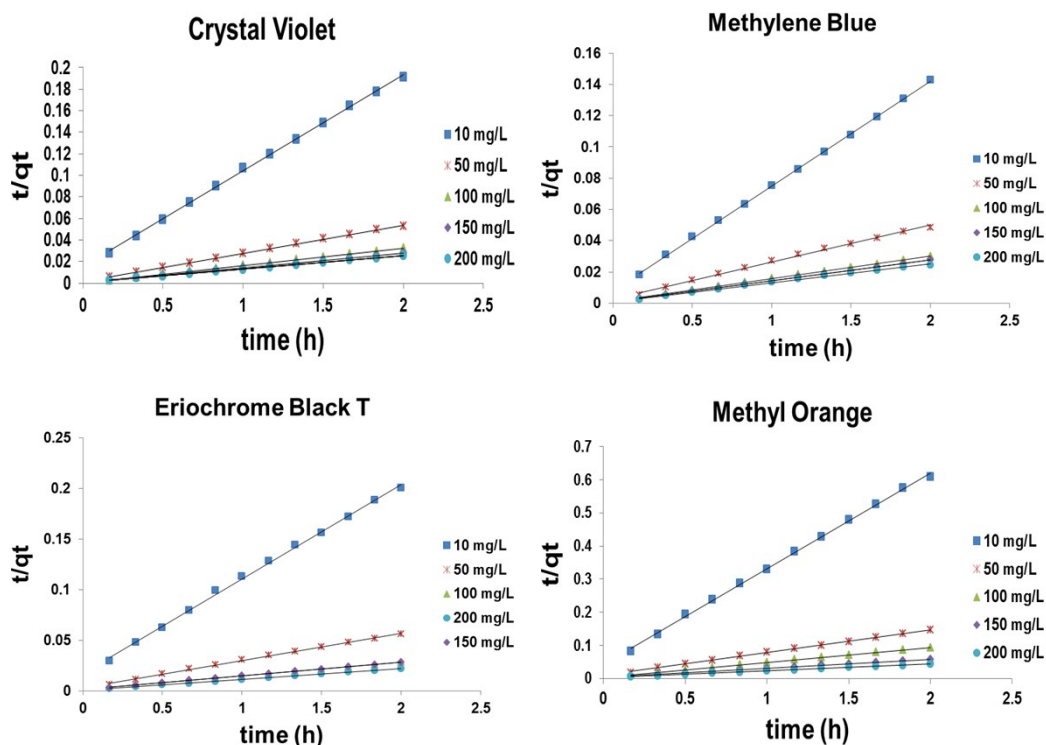 Crystal Violet
t/qt
0.2
0.18
0.16
0.14
0.12
0.1
0.08
0.06
0.04
0.02
0
0 0.5 1 1.5 2 2.5
time (h)
10 mg/L
50 mg/L
100 mg/L
150 mg/L
200 mg/L
Methylene Blue
t/qt
0.16
0.14
0.12
0.1
0.08
0.06
0.04
0.02
0
0 0.5 1 1.5 2 2.5
time (h)
10 mg/L
50 mg/L
100 mg/L
150 mg/L
200 mg/L
Eriochrome Black T
t/qt
0.25
0.2
0.15
0.1
0.05
0
0 0.5 1 1.5 2 2.5
time (h)
10 mg/L
50 mg/L
100 mg/L
200 mg/L
150 mg/L
Methyl Orange
t/qt
0.7
0.6
0.5
0.4
0.3
0.2
0.1
0
0 0.5 1 1.5 2 2.5
time (h)
10 mg/L
50 mg/L
100 mg/L
150 mg/L
200 mg/L